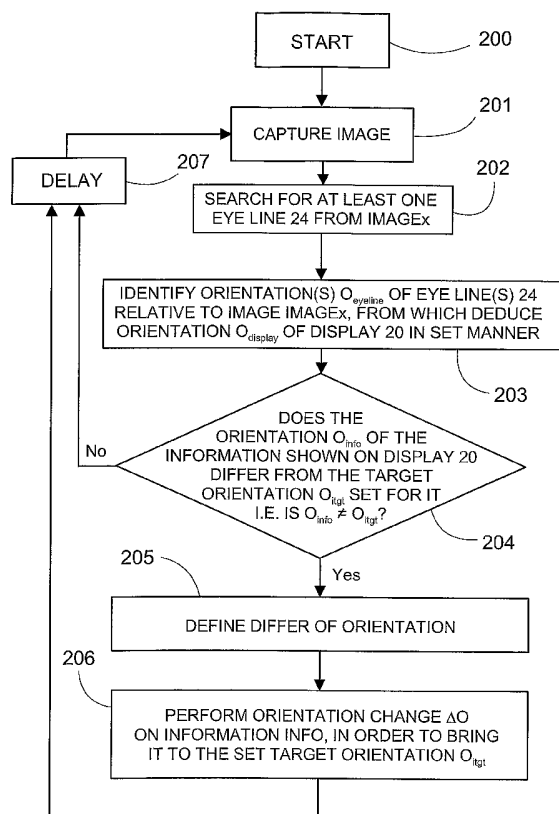 START
200
CAPTURE IMAGE
201
DELAY
207
SEARCH FOR AT LEAST ONE
EYE LINE 24 FROM IMAGEx
202
IDENTIFY ORIENTATION(S) Oeyeline OF EYE LINE(S) 24
RELATIVE TO IMAGE IMAGEx, FROM WHICH DEDUCE
ORIENTATION Odisplay OF DISPLAY 20 IN SET MANNER
203
DOES THE
ORIENTATION Oinfo OF THE
INFORMATION SHOWN ON DISPLAY 20
DIFFER FROM THE TARGET
ORIENTATION Oitgt SET FOR IT
I.E. IS Oinfo ≠ Oitgt?
204
No
Yes
205
DEFINE DIFFER OF ORIENTATION
206
PERFORM ORIENTATION CHANGE ΔO
ON INFORMATION INFO, IN ORDER TO BRING
IT TO THE SET TARGET ORIENTATION Oitgt